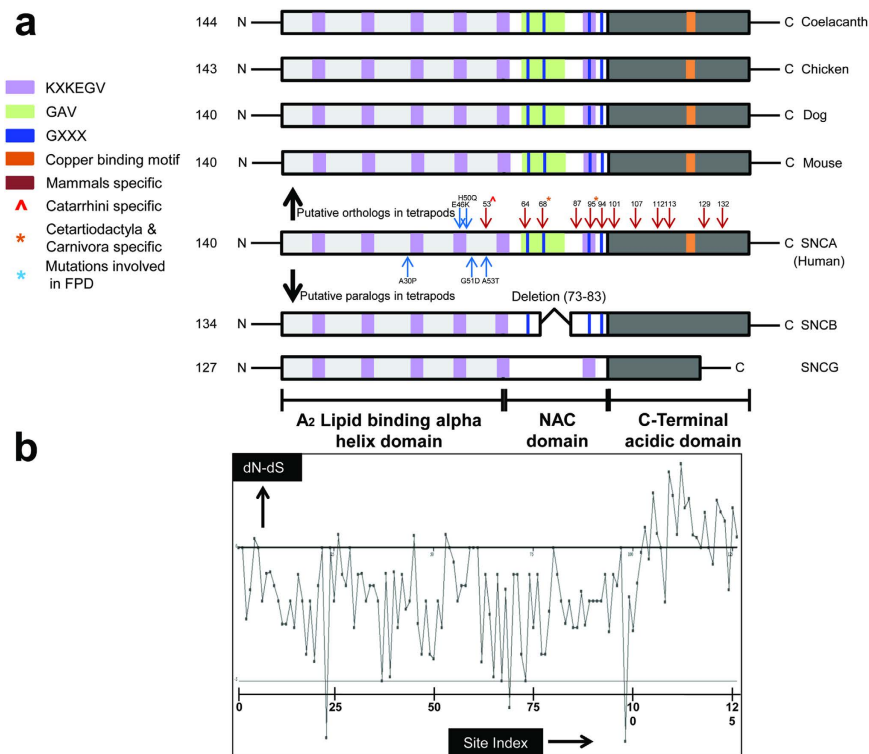 a
144 N C Coelacanth
143 N C Chicken
140 N C Dog
140 N C Mouse
KXKEGV
GAV
GXXX
Copper binding motif
Mammals specific
^ Catarrhini specific
* Cetartiodactyla &
Carnivora specific
* Mutations involved
in FPD
Putative orthologs in tetrapods
H50Q
E46K
53 ^ 64 68 * 87 95 * 94 101 107 112 113 129 132
140 N C SNCA
(Human)
A30P G51D A53T
Putative paralogs in tetrapods
Deletion (73-83)
134 N C SNCB
127 N C SNCG
A2 Lipid binding alpha
helix domain
NAC
domain
C-Terminal
acidic domain
b
dN-dS
0 25 50 75 10
0 12
5
Site Index